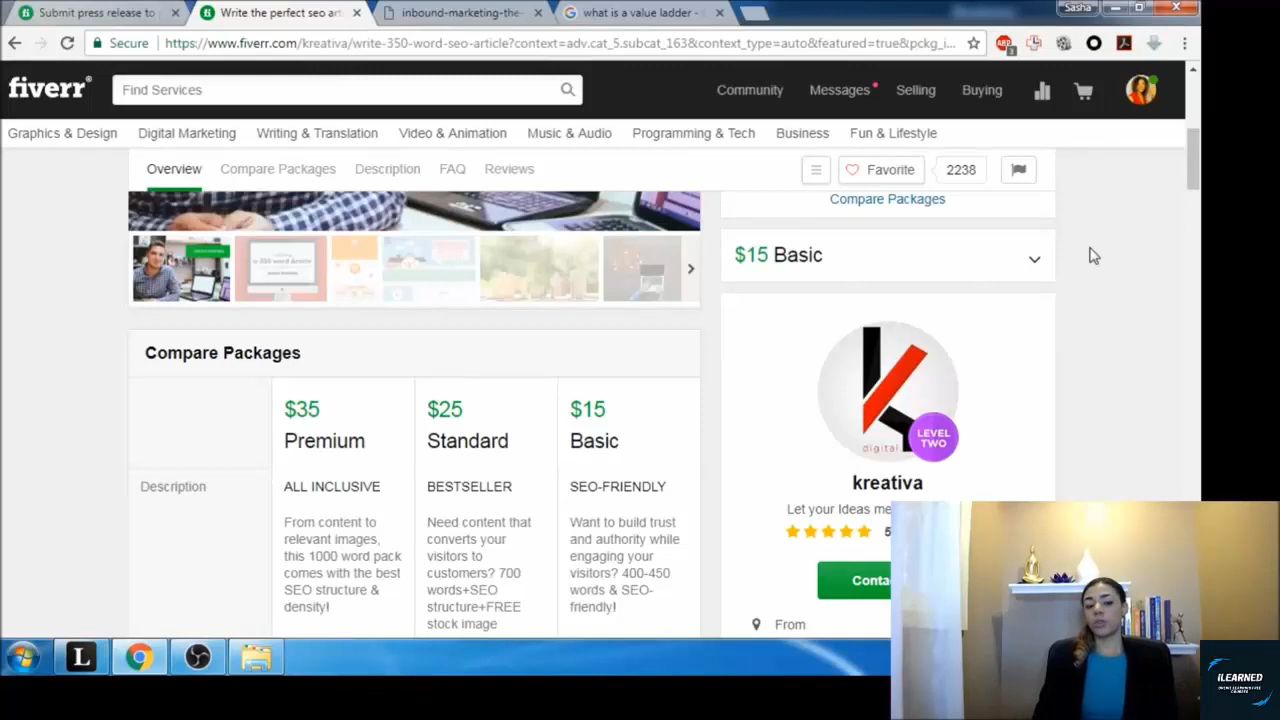 Submit press release to
Write the perfect seo art
inbound-marketing-the-
what is a value ladder -
Sasha
Secure
https://www.fiverr.com/kreativa/write-350-word-seo-article?context=adv.cat_5.subcat_163&context_type=auto&featured=true&pckg_i...
fiverr®
Find Services
Community
Messages
Selling
Buying
Graphics & Design
Digital Marketing
Writing & Translation
Video & Animation
Music & Audio
Programming & Tech
Business
Fun & Lifestyle
Overview
Compare Packages
Description
FAQ
Reviews
Favorite
2238
Compare Packages
$15 Basic
Compare Packages
$35
Premium
$25
Standard
$15
Basic
Description
ALL INCLUSIVE
From content to
relevant images,
this 1000 word pack
comes with the best
SEO structure &
density!
BESTSELLER
Need content that
converts your
visitors to
customers? 700
words+SEO
structure+FREE
stock image
SEO-FRIENDLY
Want to build trust
and authority while
engaging your
visitors? 400-450
words & SEO-
friendly!
digital
LEVEL
TWO
kreativa
Let your Ideas me
5
Conta
From
L
ILEARNED